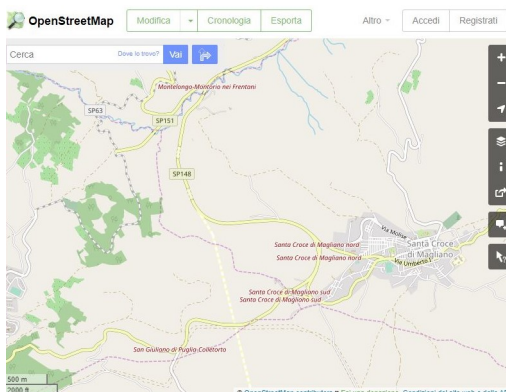 OpenStreetMap
Modifica
Cronologia
Esporta
Altro
Accedi
Registrati
Cerca
Dove lo trovo?
Vai
Montelongo-Montorio nei Frentani
SP63
SP151
SP148
Via Molise
Santa Croce di Magliano nord
Santa Croce
di Magliano
Santa Croce di Magliano nord
Via Umberto I
Santa Croce di Magliano sud
Santa Croce di Magliano sud
San Giuliano di Puglia-Colletorto
500 m
2000 ft